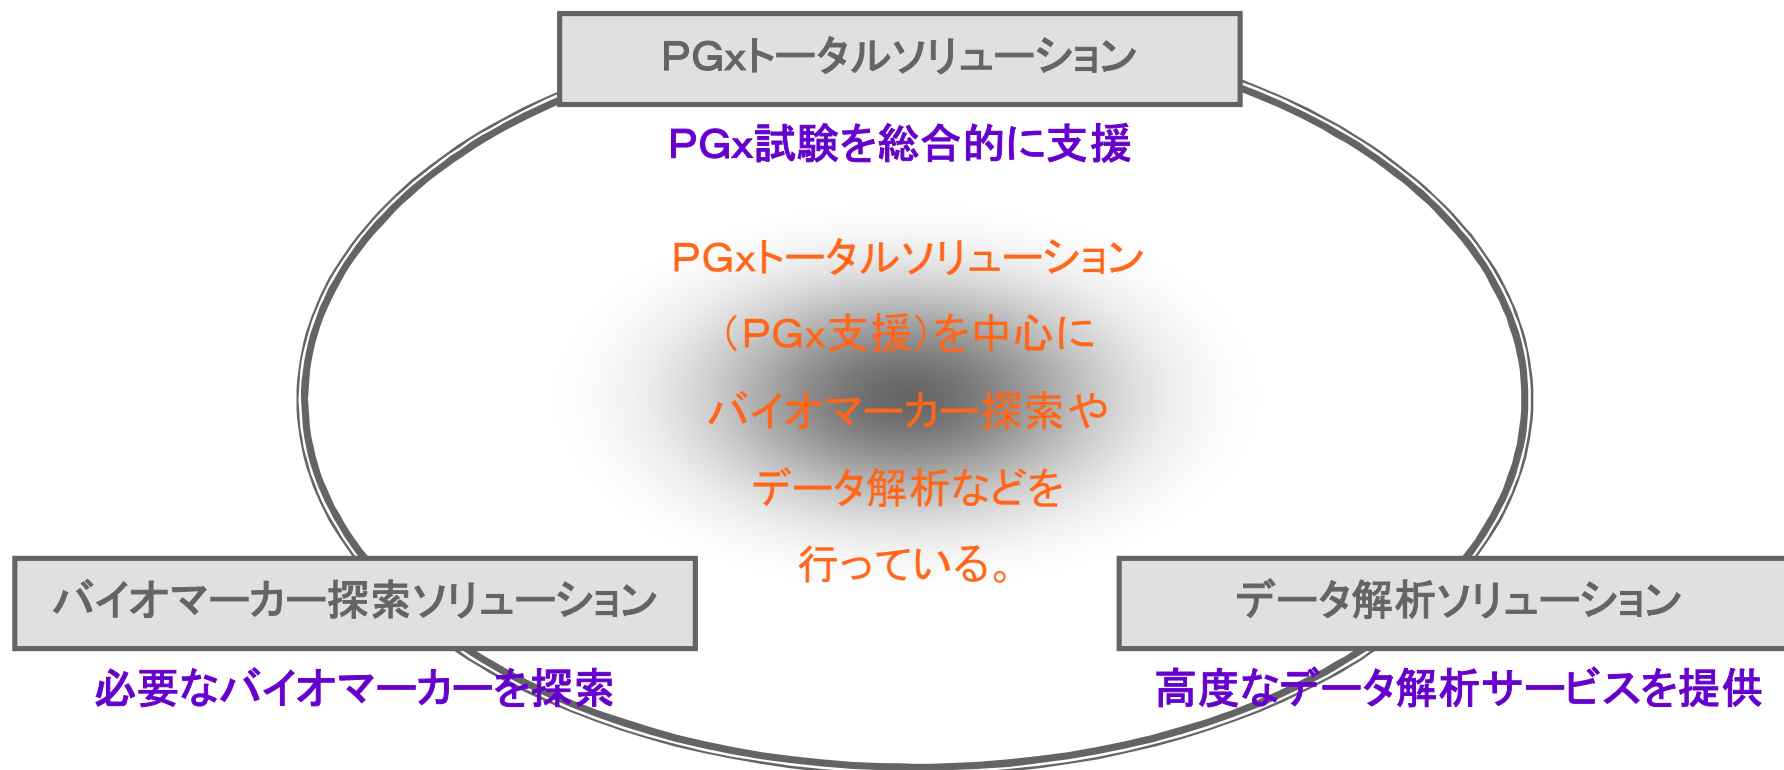 PGxトータルソリューション
PGx試験を総合的に支援
PGxトータルソリューション
（PGx支援）を中心に
バイオマーカー探索や
データ解析などを
行っている。
バイオマーカー探索ソリューション
必要なバイオマーカーを探索
データ解析ソリューション
高度なデータ解析サービスを提供